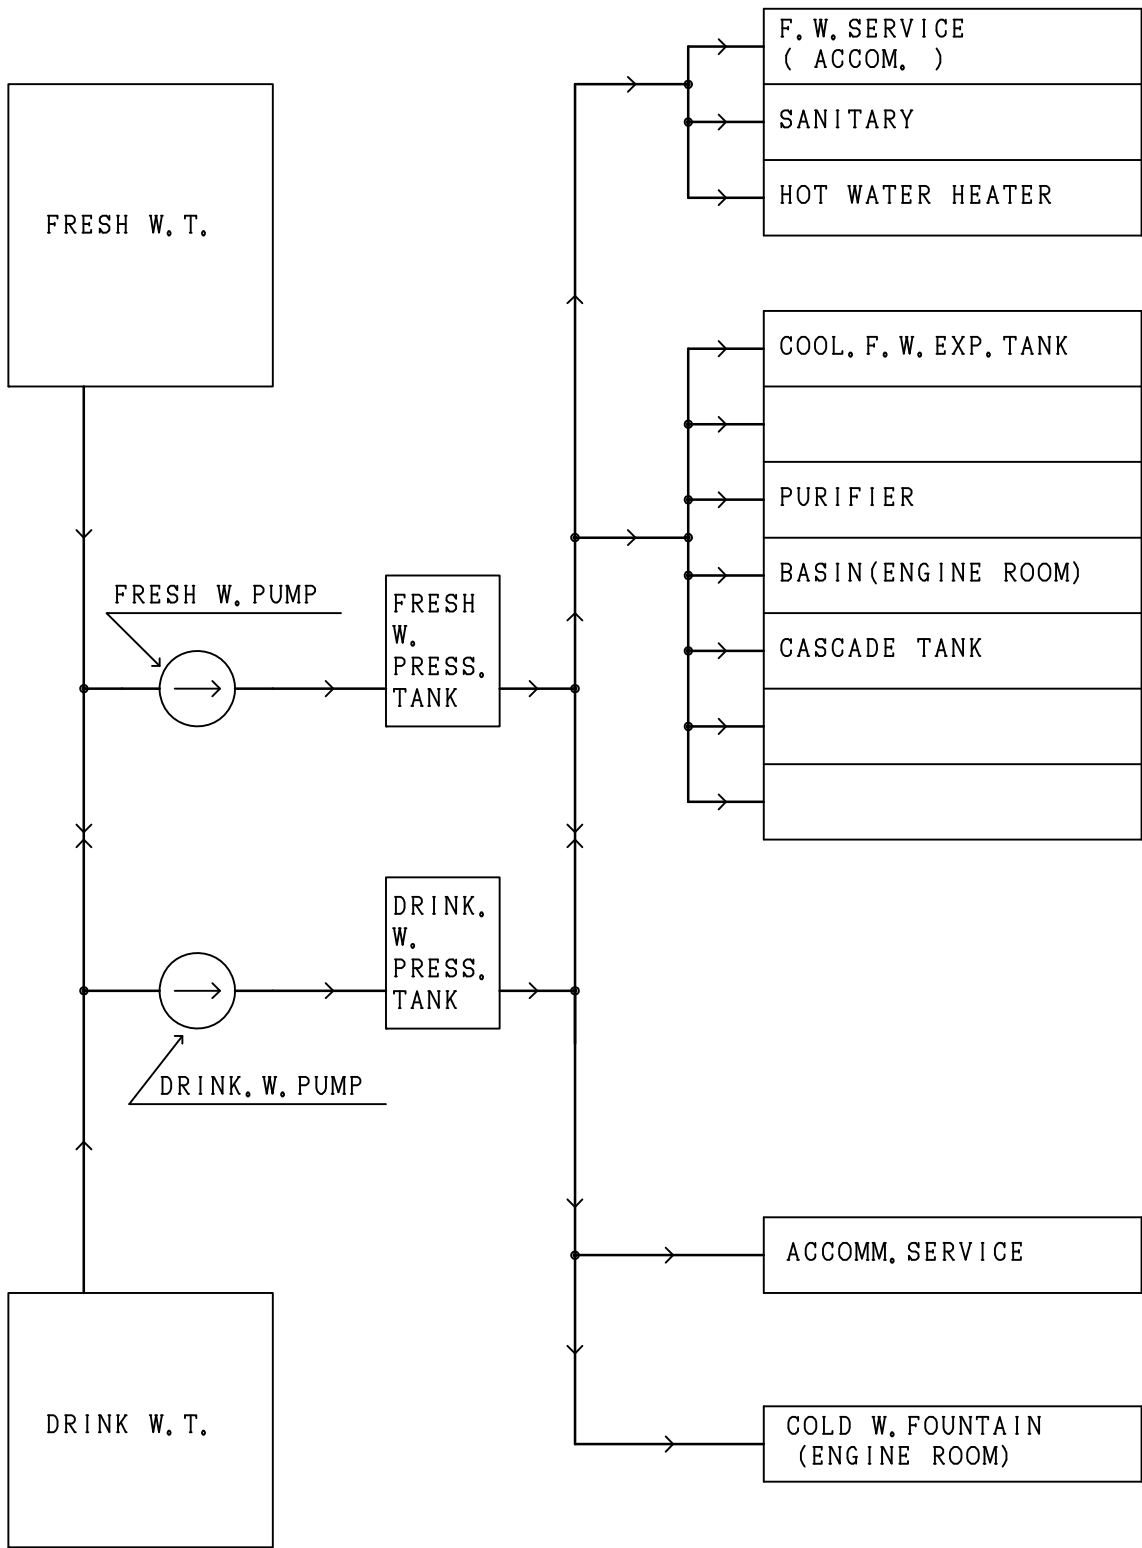 F.W.SERVICE
( ACCOM. )
SANITARY
HOT WATER HEATER
FRESH W.T.
COOL.F.W.EXP.TANK
PURIFIER
BASIN(ENGINE ROOM)
CASCADE TANK
FRESH W.PUMP
FRESH
W.
PRESS.
TANK
DRINK.
W.
PRESS.
TANK
DRINK.W.PUMP
ACCOMM.SERVICE
DRINK W.T.
COLD W.FOUNTAIN
(ENGINE ROOM)